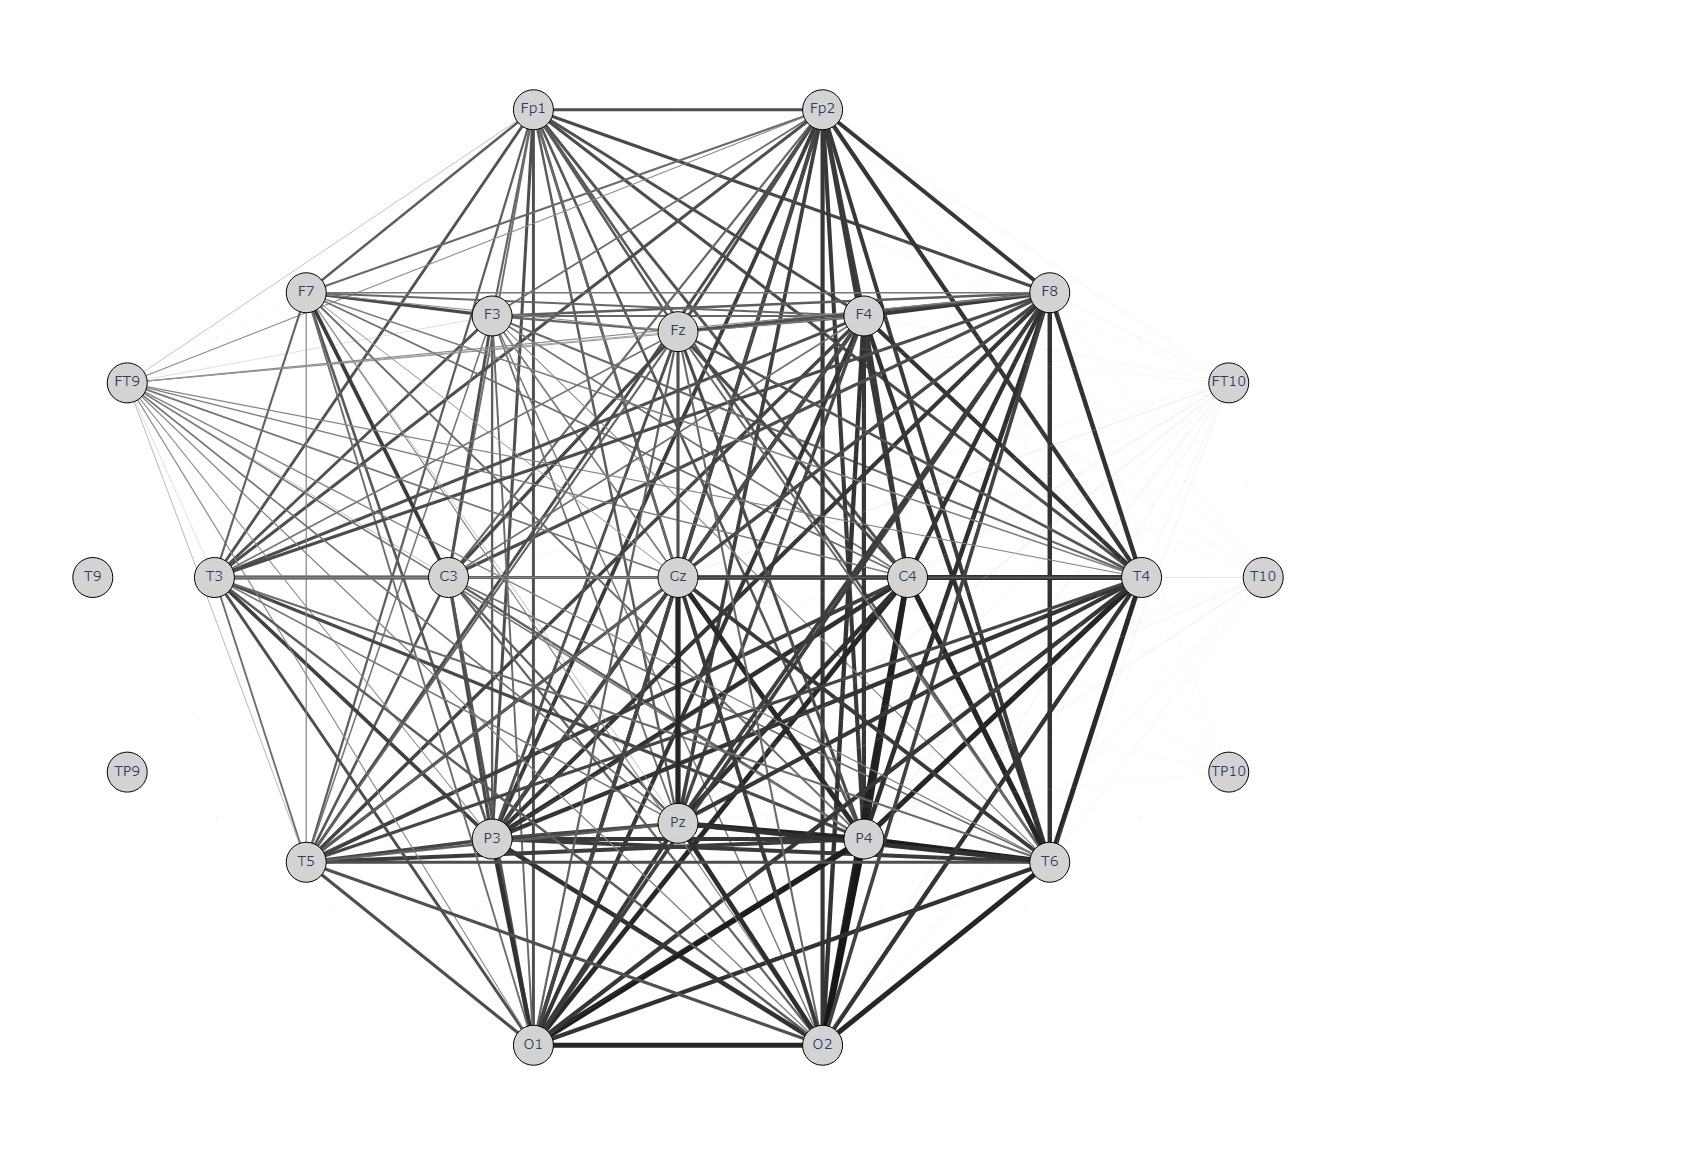 Fp1 Fp2
F7 F3 Fz F4 F8
FT9 FT10
T9 T3 C3 Cz C4 T4 T10
TP9 TP10
T5 P3 Pz P4 T6
O1 O2